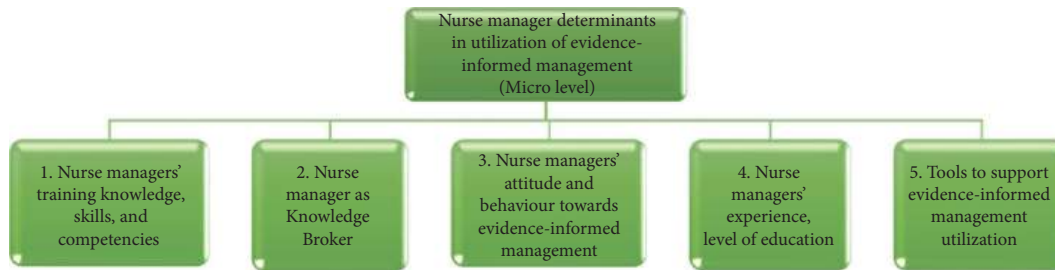 Nurse manager determinants
in utilization of evidence-
informed management
(Micro level)
1. Nurse managers’
training knowledge,
skills, and
competencies
2. Nurse
manager as
Knowledge
Broker
3. Nurse managers’
attitude and
behaviour towards
evidence-informed
management
4. Nurse
managers’
experience,
level of education
5. Tools to support
evidence-informed
management
utilization